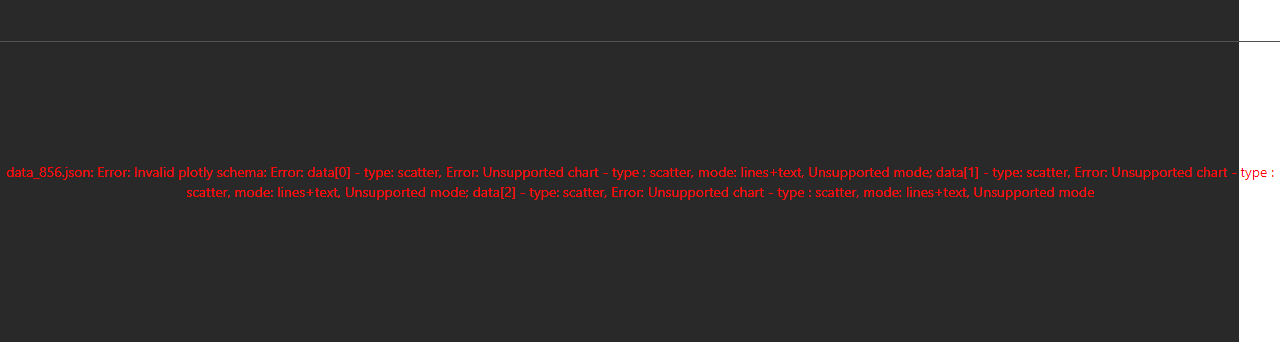 data_856.json: Error: Invalid plotly schema: Error: data[0] - type: scatter, Error: Unsupported chart - type : scatter, mode: lines+text, Unsupported mode; data[1] - type: scatter, Error: Unsupported chart - type :
scatter, mode: lines+text, Unsupported mode; data[2] - type: scatter, Error: Unsupported chart - type : scatter, mode: lines+text, Unsupported mode